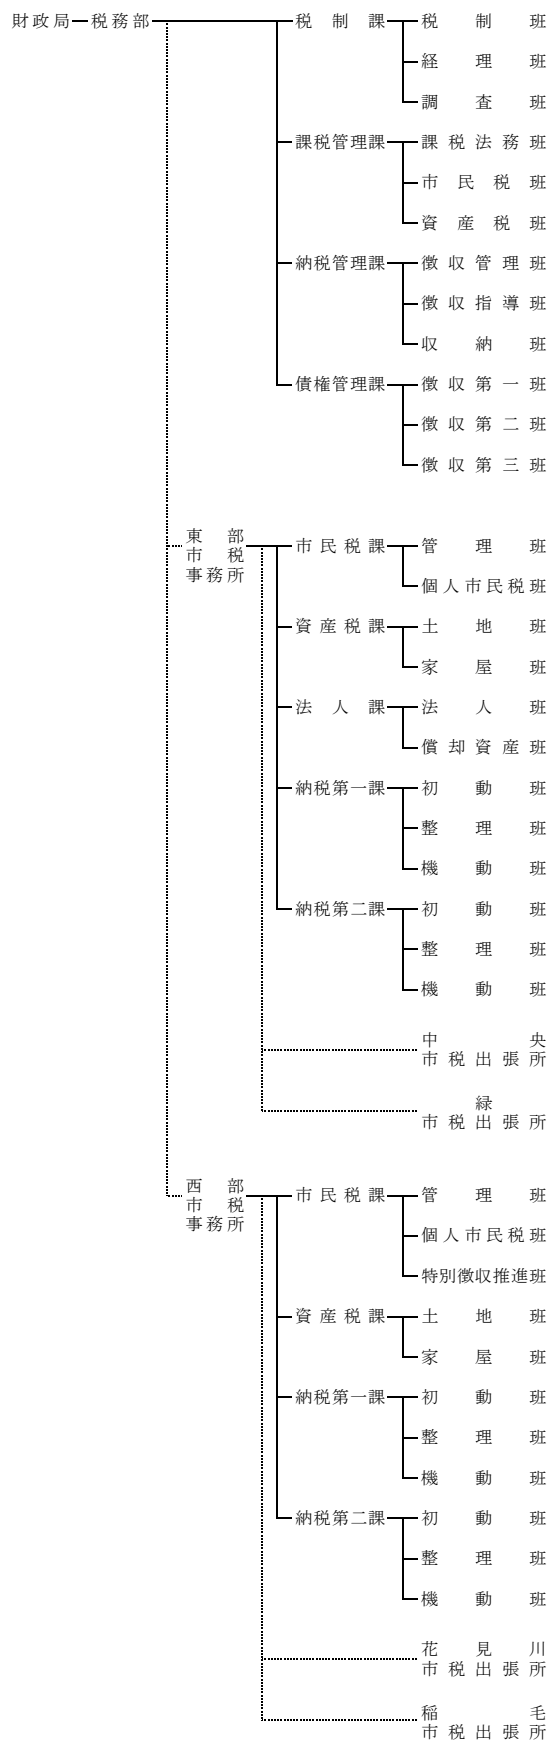 財政局 税務部 税制課 税制班
経理班
調査班
課税管理課 課税法務班
市民税班
資産税班
納税管理課 徴収管理班
徴収指導班
収納班
債権管理課 徴収第一班
徴収第二班
徴収第三班
東部
市税
事務所
市民税課 管理班
個人市民税班
資産税課 土地班
家屋班
法人課 法人班
償却資産班
納税第一課 初動班
整理班
機動班
納税第二課 初動班
整理班
機動班
中央
市税出張所
緑
市税出張所
西部
市税
事務所
市民税課 管理班
個人市民税班
特別徴収推進班
資産税課 土地班
家屋班
納税第一課 初動班
整理班
機動班
納税第二課 初動班
整理班
機動班
花見川
市税出張所
稲毛
市税出張所